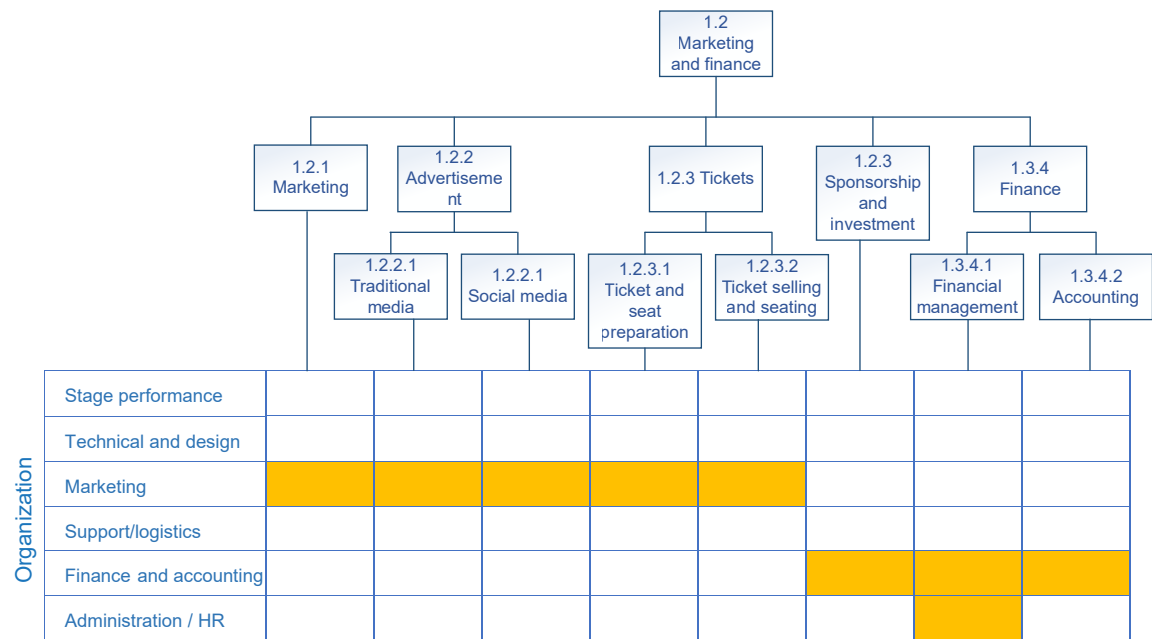 1.2
Marketing
and finance
1.2.1
Marketing
1.2.2
Advertiseme
nt
1.2.3 Tickets
1.2.3
Sponsorship
and
investment
1.3.4
Finance
1.2.2.1
Traditional
media
1.2.2.1
Social media
1.2.3.1
Ticket and
seat
preparation
1.2.3.2
Ticket selling
and seating
1.3.4.1
Financial
management
1.3.4.2
Accounting
Organization
Stage performance
Technical and design
Marketing
Support/logistics
Finance and accounting
Administration / HR